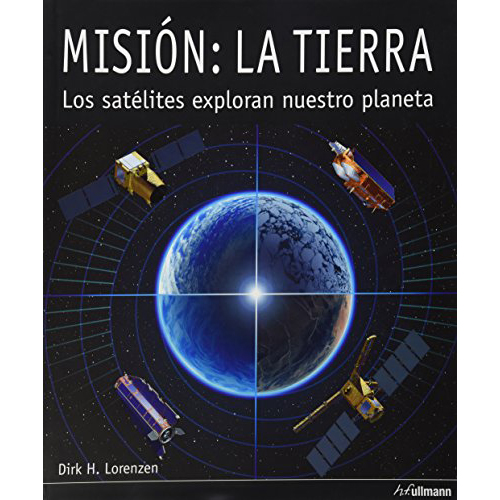 MISIÓN: LA TIERRA
Los satélites exploran nuestro planeta
Dirk H. Lorenzen
h.f.ullmann